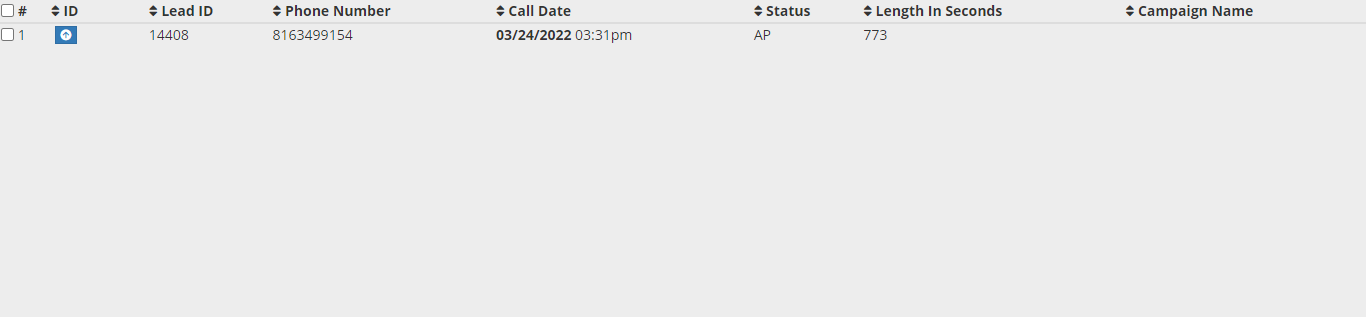 # ID Lead ID Phone Number Call Date Status Length In Seconds Campaign Name
1 14408 8163499154 03/24/2022 03:31pm AP 773